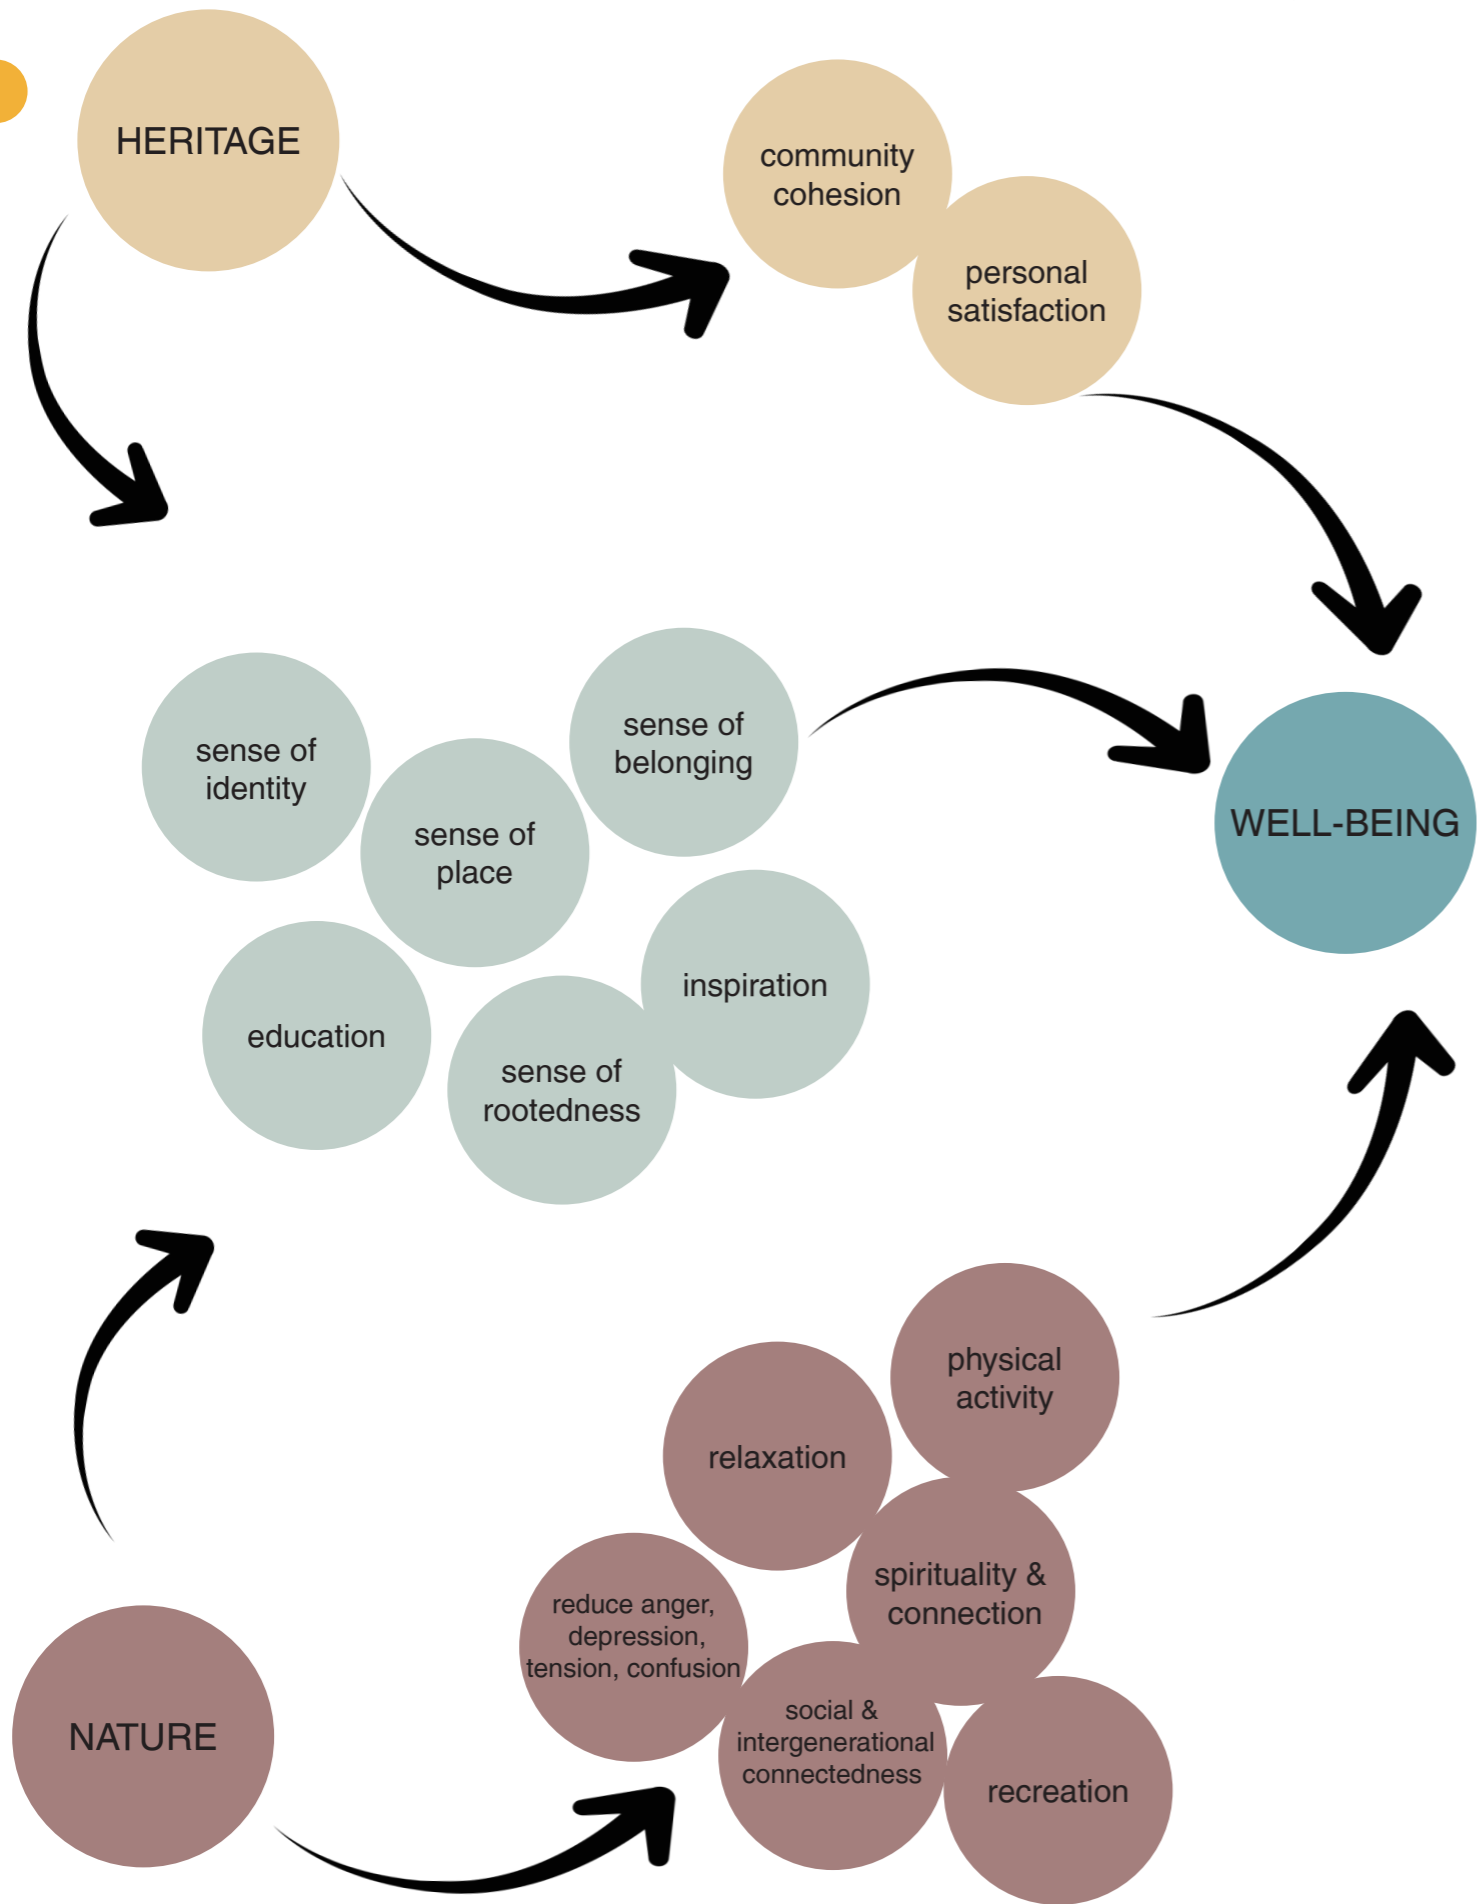 HERITAGE
community
cohesion
personal
satisfaction
sense of
identity
sense of
place
sense of
belonging
WELL-BEING
education
sense of
rootedness
inspiration
physical
activity
relaxation
spirituality &
connection
reduce anger,
depression,
tension, confusion
social &
intergenerational
connectedness
recreation
NATURE